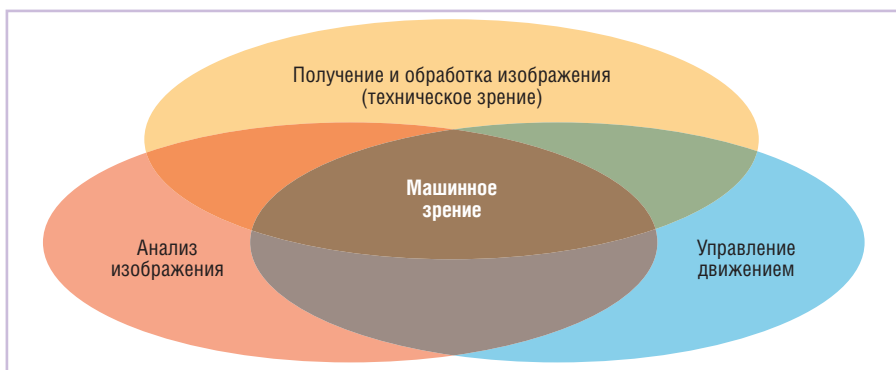 Получение и обработка изображения
(техническое зрение)
Машинное
зрение
Анализ
изображения
Управление
движением